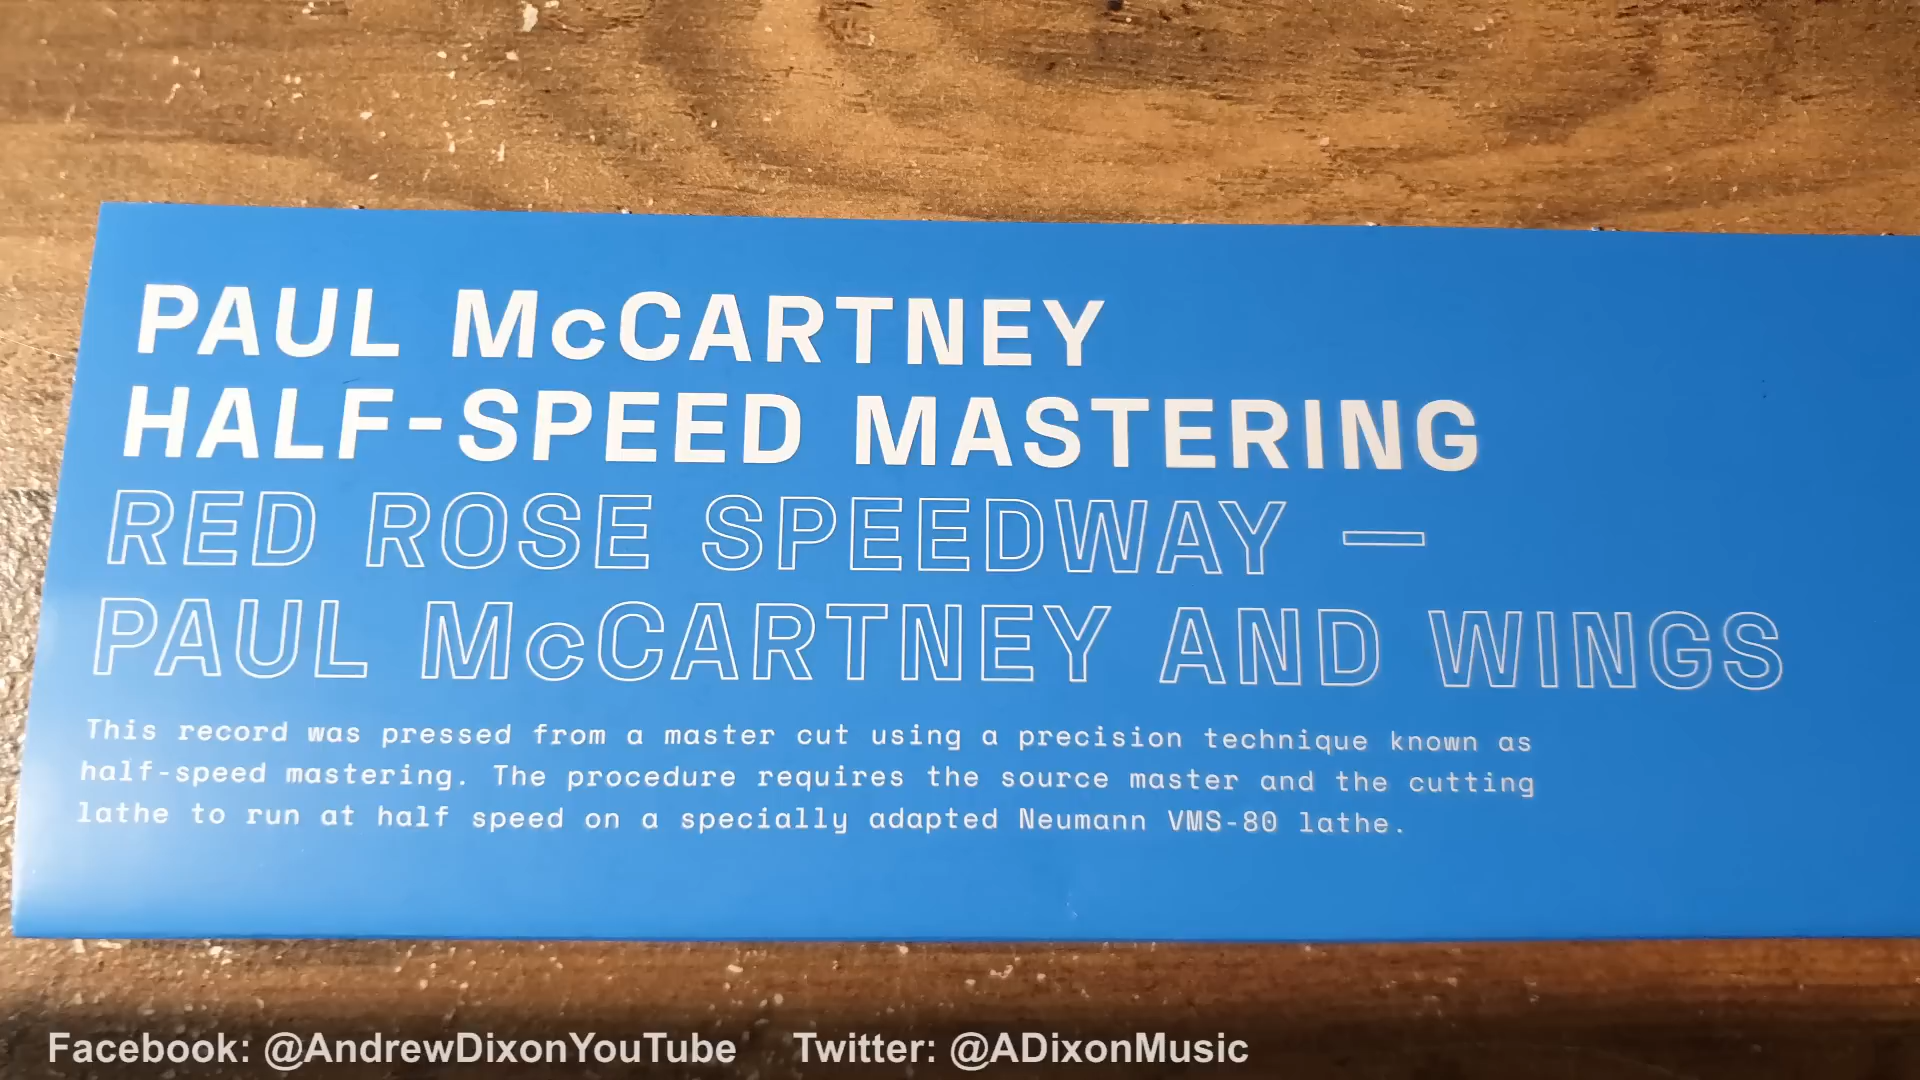 PAUL McCARTNEY
HALF-SPEED MASTERING
RED ROSE SPEEDWAY —
PAUL McCARTNEY AND WINGS
This record was pressed from a master cut using a precision technique known as
half-speed mastering. The procedure requires the source master and the cutting
lathe to run at half speed on a specially adapted Neumann VMS-80 lathe.
Facebook: @AndrewDixonYouTube Twitter: @ADixonMusic